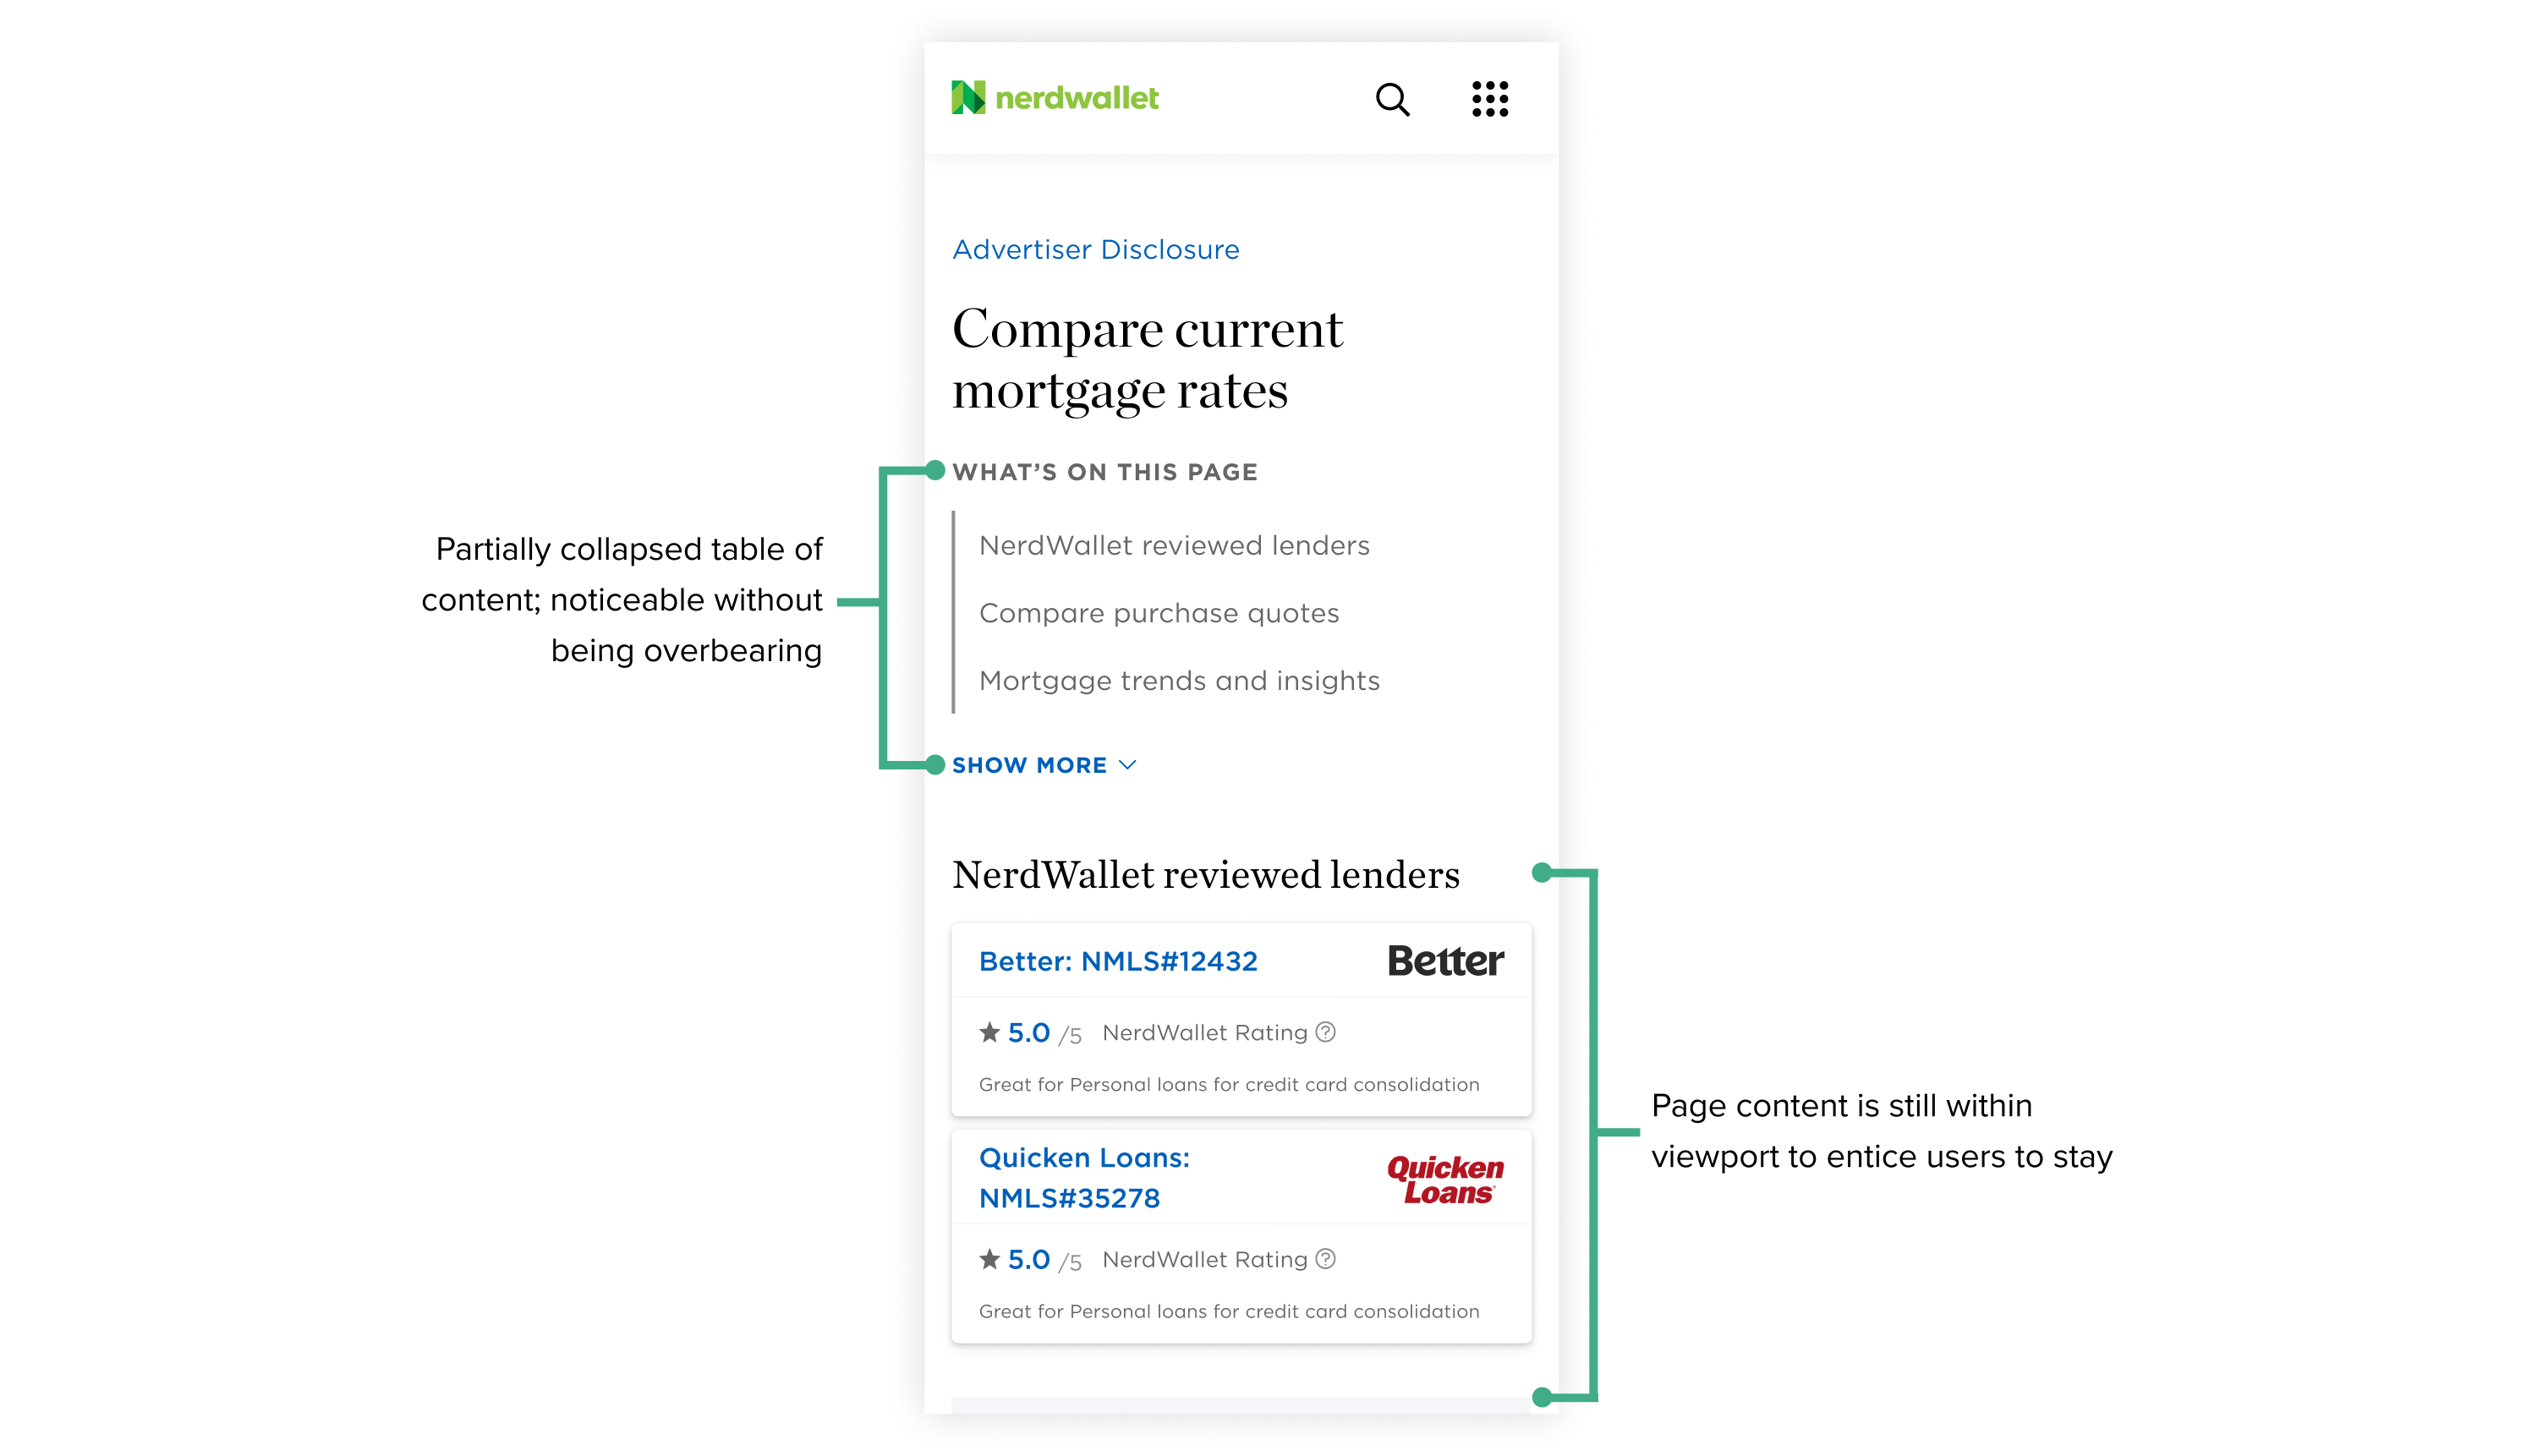 nerdwallet
Advertiser Disclosure
Compare current
mortgage rates
WHAT’S ON THIS PAGE
NerdWallet reviewed lenders
Compare purchase quotes
Mortgage trends and insights
SHOW MORE
Partially collapsed table of
content; noticeable without
being overbearing
NerdWallet reviewed lenders
Better: NMLS#12432
Better
5.0 /5 NerdWallet Rating ?
Great for Personal loans for credit card consolidation
Quicken Loans:
NMLS#35278
Quicken
Loans
5.0 /5 NerdWallet Rating ?
Great for Personal loans for credit card consolidation
Page content is still within
viewport to entice users to stay